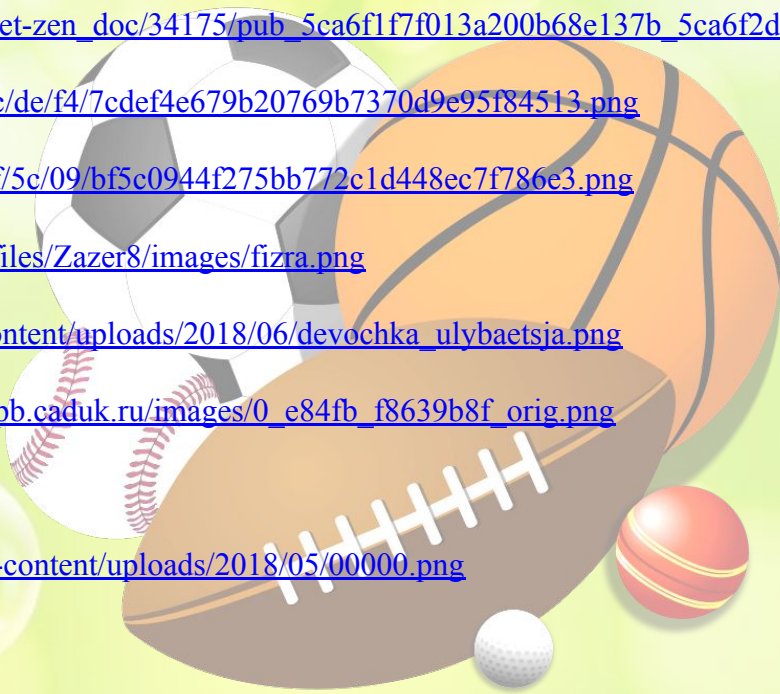 et-zen_doc/34175/pub_5ca6f1f7f013a200b68e137b_5ca6f2d
c/de/f4/7cdef4e679b20769b7370d9e95f84513.png
f/5c/09/bf5c0944f275bb772c1d448ec7f786e3.png
files/Zazer8/images/fizra.png
ontent/uploads/2018/06/devochka_ulybaetsja.png
bb.caduk.ru/images/0_e84fb_f8639b8f_orig.png
-content/uploads/2018/05/00000.png